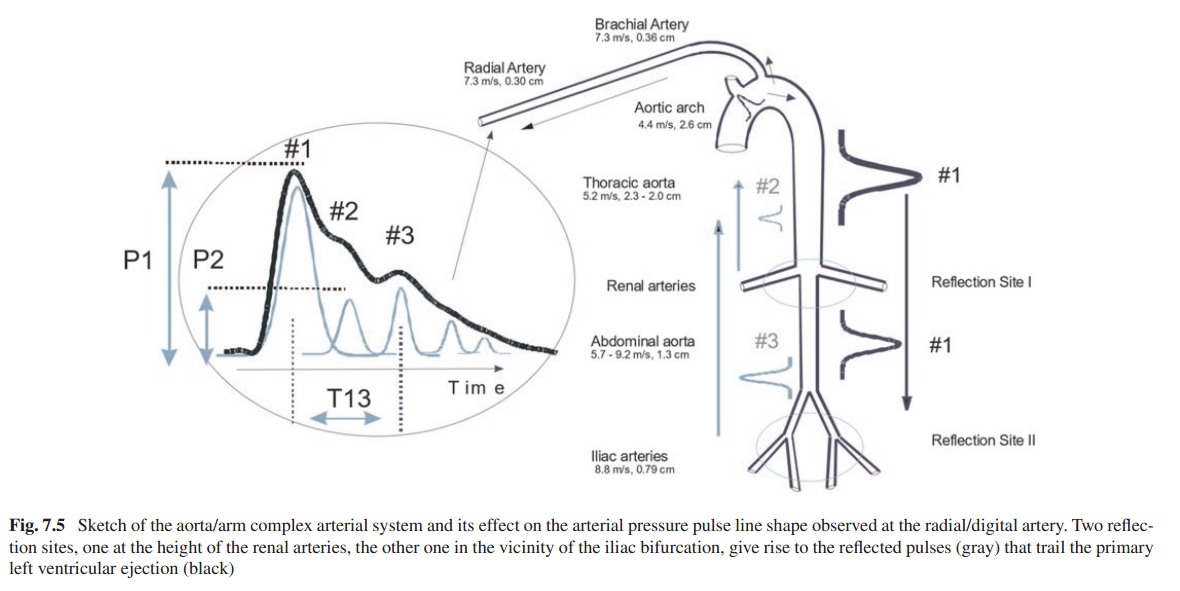 Brachial Artery
7.3 m/s, 0.36 cm
Radial Artery
7.3 m/s, 0.30 cm
Aortic arch
4.4 m/s, 2.6 cm
#1
#2
#3
P1
P2
T13
Tim e
Thoracic aorta
5.2 m/s, 2.3 - 2.0 cm
#2
#1
Renal arteries
Reflection Site I
Abdominal aorta
5.7 - 9.2 m/s, 1.3 cm
#3
#1
Iliac arteries
8.8 m/s, 0.79 cm
Reflection Site II
Fig. 7.5 Sketch of the aorta/arm complex arterial system and its effect on the arterial pressure pulse line shape observed at the radial/digital artery. Two reflec-
tion sites, one at the height of the renal arteries, the other one in the vicinity of the iliac bifurcation, give rise to the reflected pulses (gray) that trail the primary
left ventricular ejection (black)